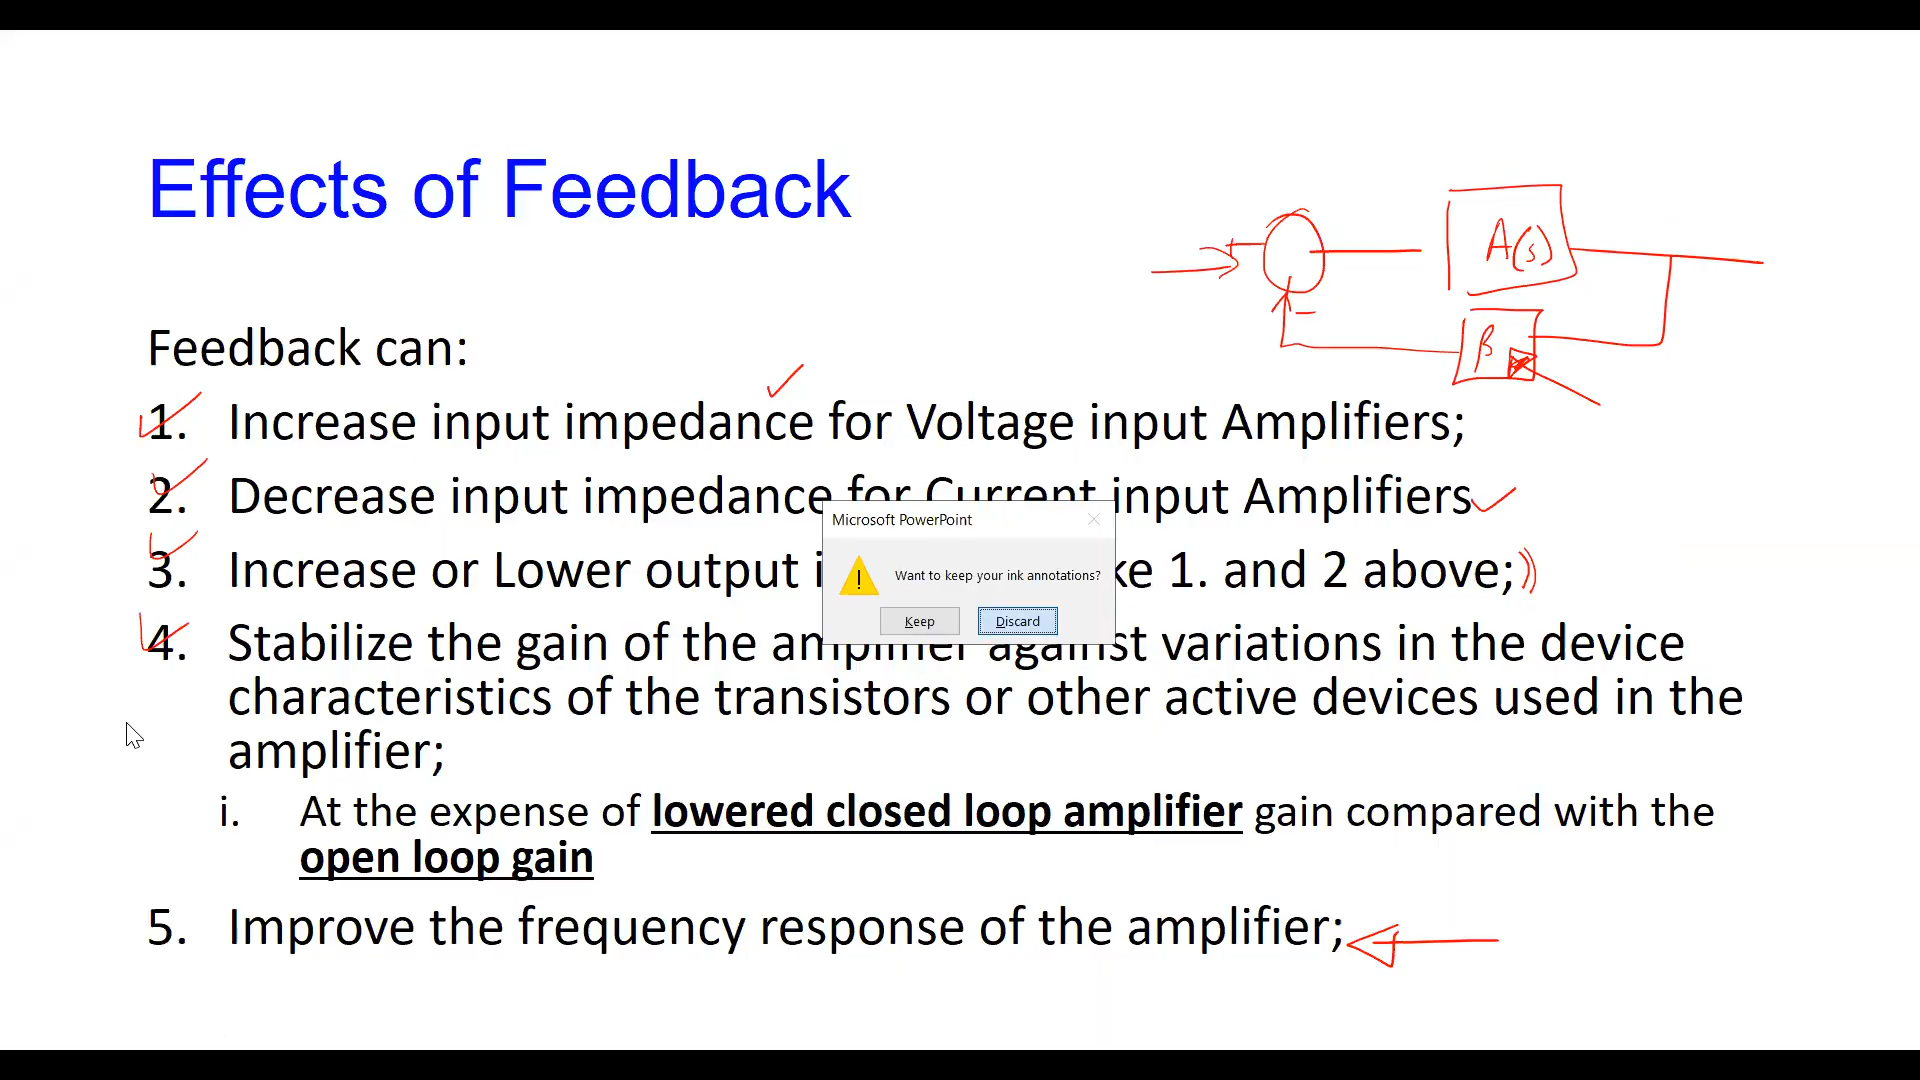 Effects of Feedback
A(s)
Feedback can:
β
1. Increase input impedance for Voltage input Amplifiers;
2. Decrease input impedance for Current input Amplifiers
3. Increase or Lower output 1. and 2 above;
4. Stabilize the gain of the amplifier against variations in the device
characteristics of the transistors or other active devices used in the
amplifier;
i. At the expense of lowered closed loop amplifier gain compared with the
open loop gain
5. Improve the frequency response of the amplifier;
Microsoft PowerPoint
Want to keep your ink annotations?
Keep
Discard